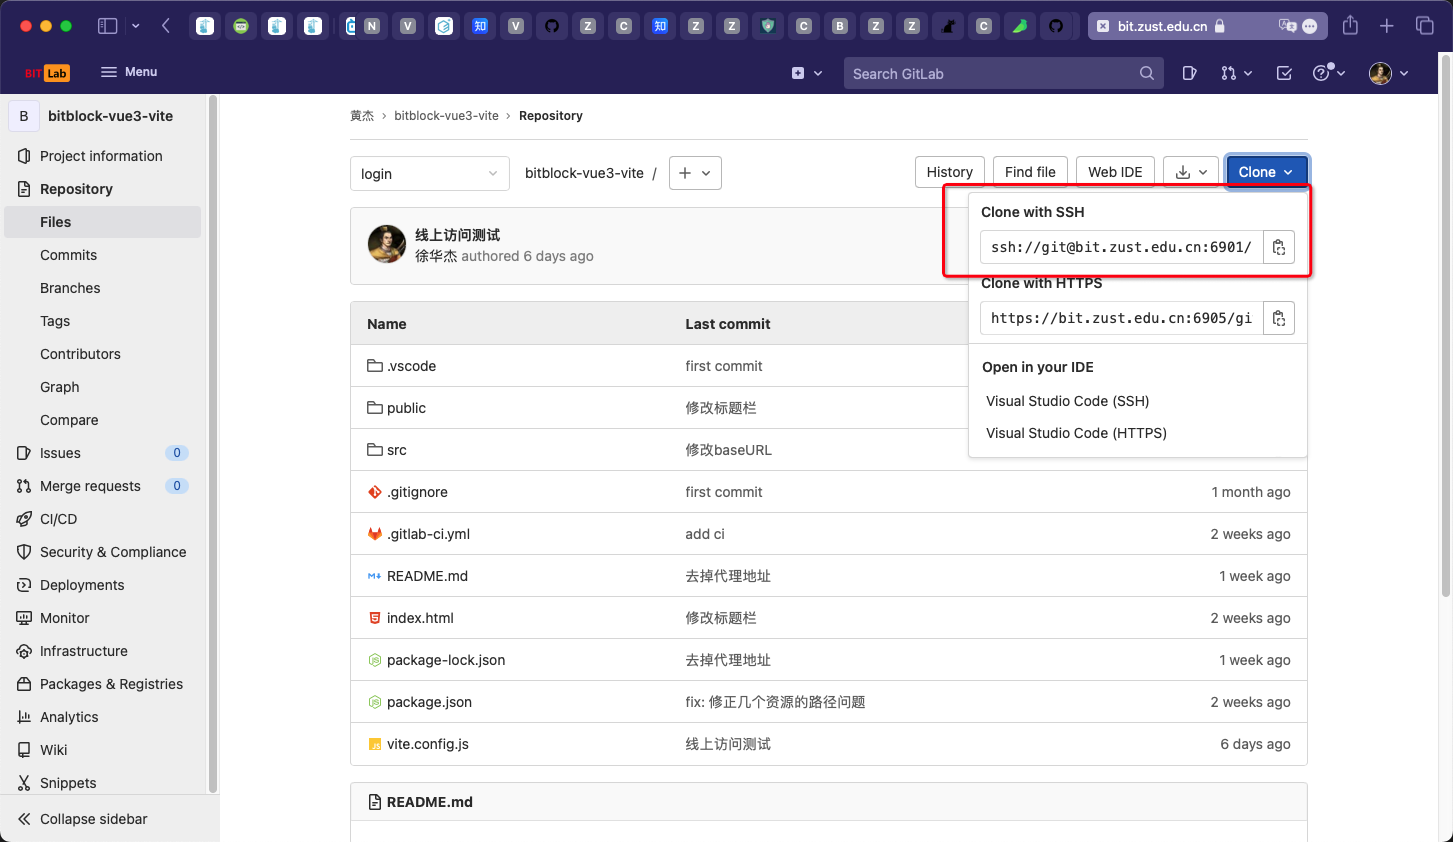 N V 知 V Z C 知 Z Z C B Z Z C bit.zust.edu.cn
BIT Lab Menu Search GitLab
B bitblock-vue3-vite
Project information
Repository
Files
Commits
Branches
Tags
Contributors
Graph
Compare
Issues 0
Merge requests 0
CI/CD
Security & Compliance
Deployments
Monitor
Infrastructure
Packages & Registries
Analytics
Wiki
Snippets
Collapse sidebar
黄杰 › bitblock-vue3-vite › Repository
login bitblock-vue3-vite / + History Find file Web IDE Clone
线上访问测试
徐华杰 authored 6 days ago
Clone with SSH
ssh://git@bit.zust.edu.cn:6901/
Clone with HTTPS
https://bit.zust.edu.cn:6905/gi
Open in your IDE
Visual Studio Code (SSH)
Visual Studio Code (HTTPS)
Name Last commit
.vscode first commit
public 修改标题栏
src 修改baseURL
.gitignore first commit 1 month ago
.gitlab-ci.yml add ci 2 weeks ago
README.md 去掉代理地址 1 week ago
index.html 修改标题栏 2 weeks ago
package-lock.json 去掉代理地址 1 week ago
package.json fix: 修正几个资源的路径问题 2 weeks ago
vite.config.js 线上访问测试 6 days ago
README.md